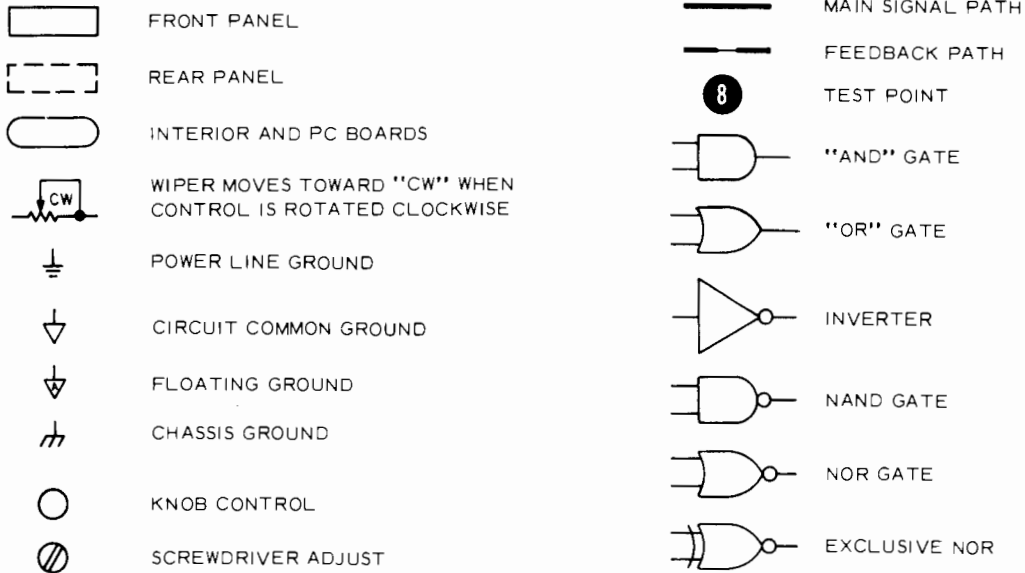 FRONT PANEL
REAR PANEL
INTERIOR AND PC BOARDS
CW
WIPER MOVES TOWARD "CW" WHEN
CONTROL IS ROTATED CLOCKWISE
POWER LINE GROUND
CIRCUIT COMMON GROUND
A
FLOATING GROUND
CHASSIS GROUND
KNOB CONTROL
SCREWDRIVER ADJUST
MAIN SIGNAL PATH
FEEDBACK PATH
8
TEST POINT
"AND" GATE
"OR" GATE
INVERTER
NAND GATE
NOR GATE
EXCLUSIVE NOR